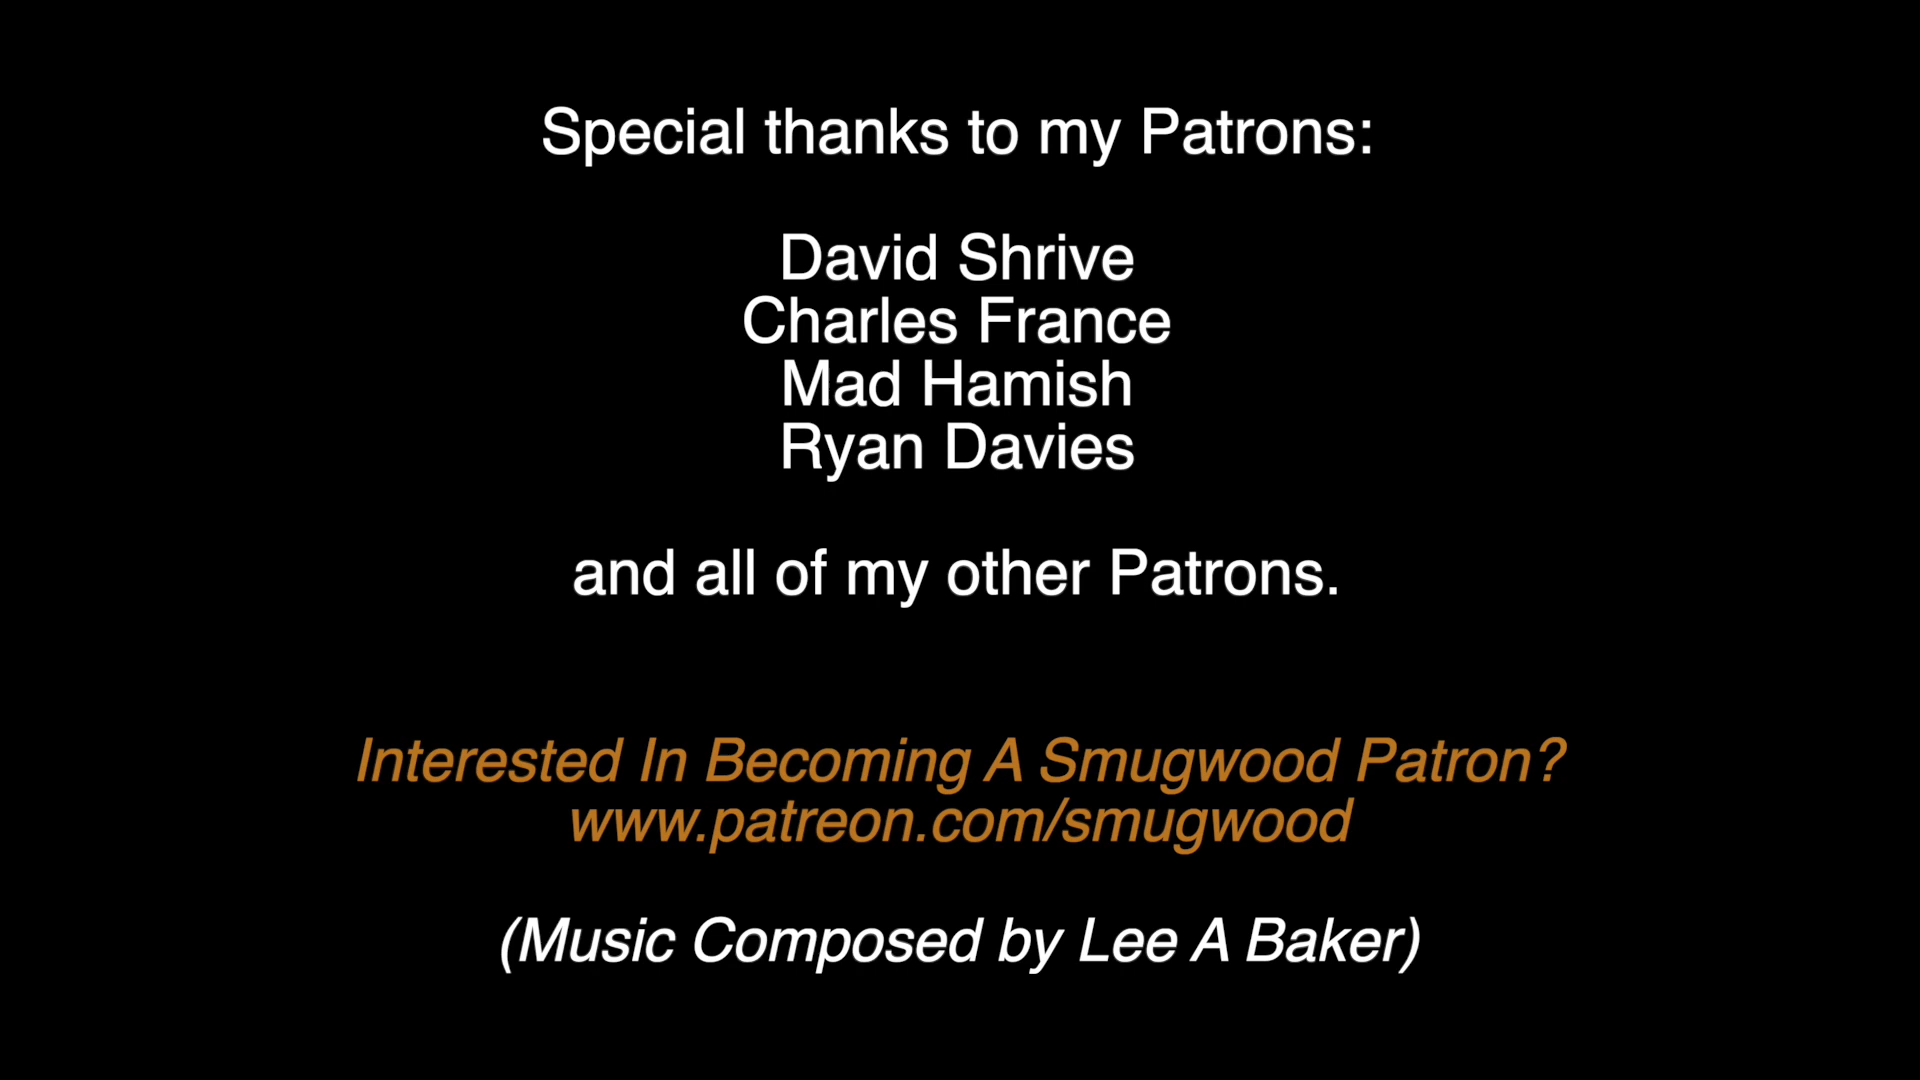 Special thanks to my Patrons:
David Shrive
Charles France
Mad Hamish
Ryan Davies
and all of my other Patrons.
Interested In Becoming A Smugwood Patron?
www.patreon.com/smugwood
(Music Composed by Lee A Baker)